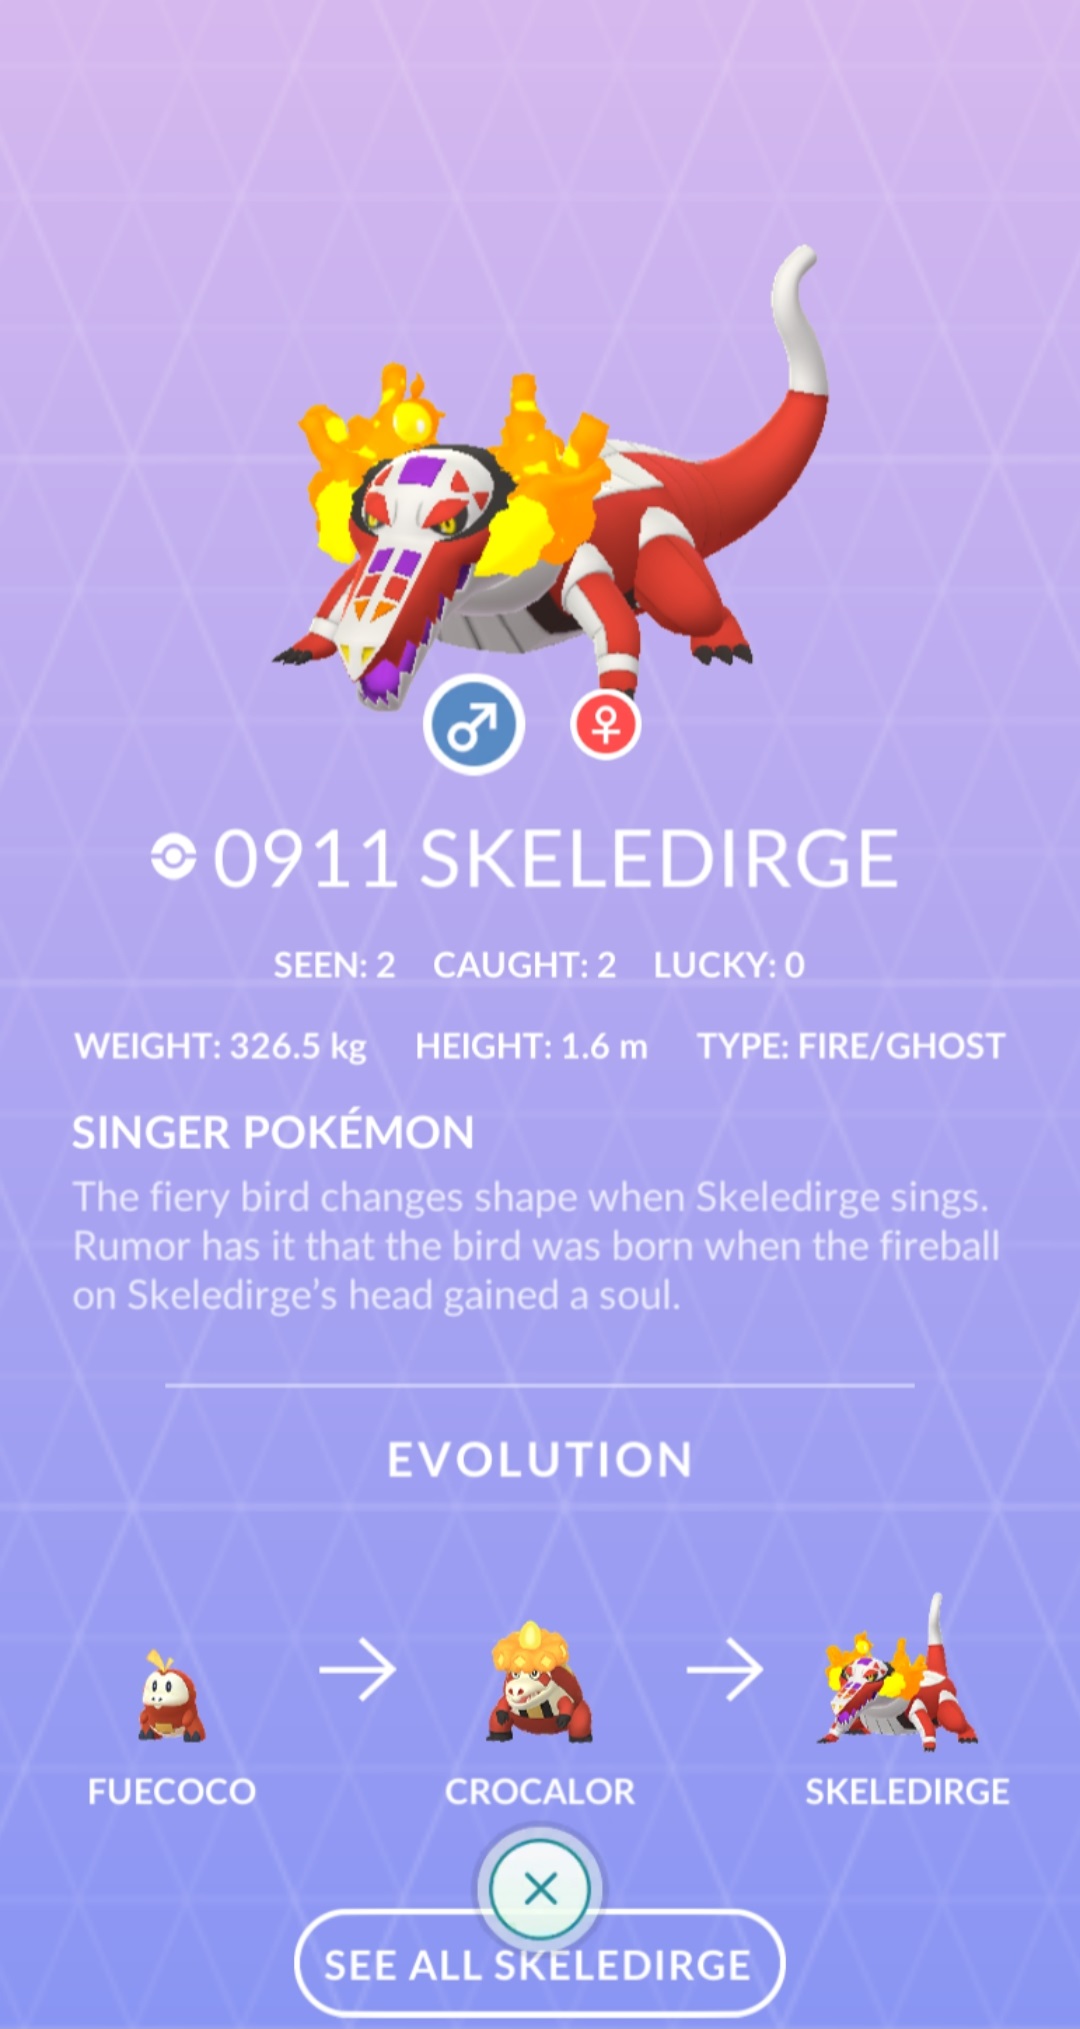 0911 SKELEDIRGE
SEEN: 2 CAUGHT: 2 LUCKY: 0
WEIGHT: 326.5 kg HEIGHT: 1.6 m TYPE: FIRE/GHOST
SINGER POKÉMON
The fiery bird changes shape when Skeledirge sings.
Rumor has it that the bird was born when the fireball
on Skeledirge’s head gained a soul.
EVOLUTION
FUECOCO CROCALOR SKELEDIRGE
SEE ALL SKELEDIRGE